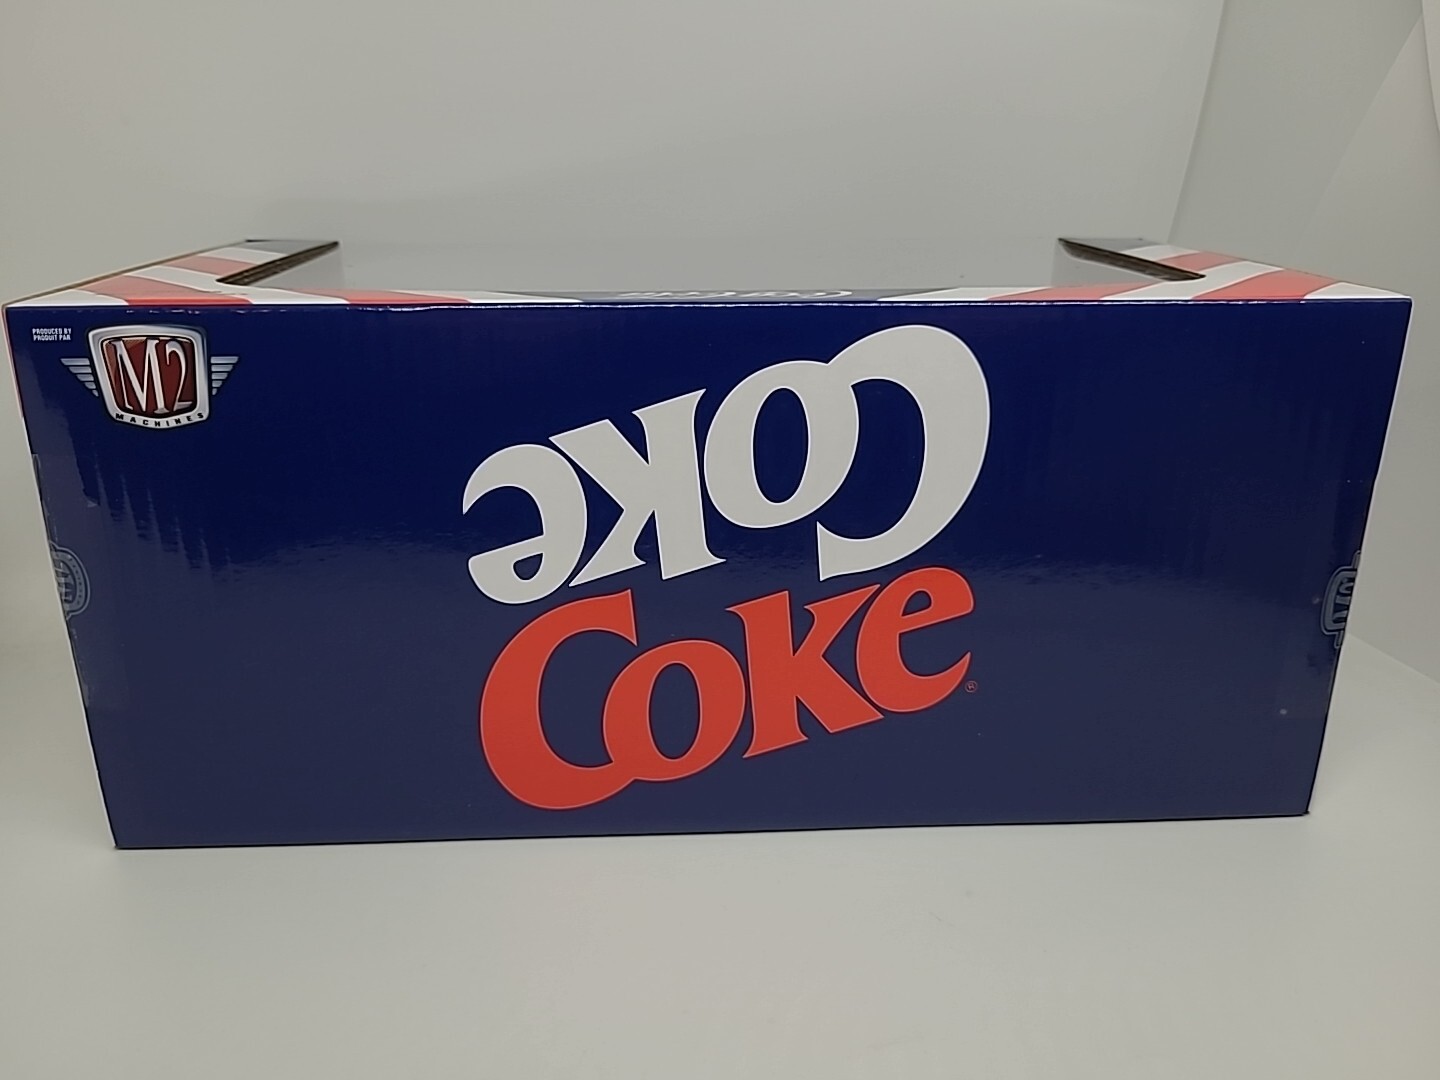 PRODUCED BY
PRODUIT PAR
M2
MACHINES
Coke
Coke®